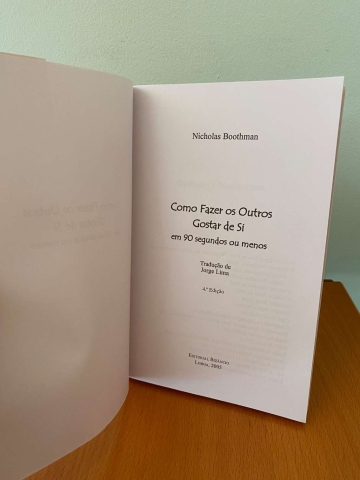 Nicholas Boothman
Como Fazer os Outros
Gostar de Si
em 90 segundos ou menos
Tradução de
Jorge Lima
4.ª Edição
Editorial Bizâncio
Lisboa, 2005